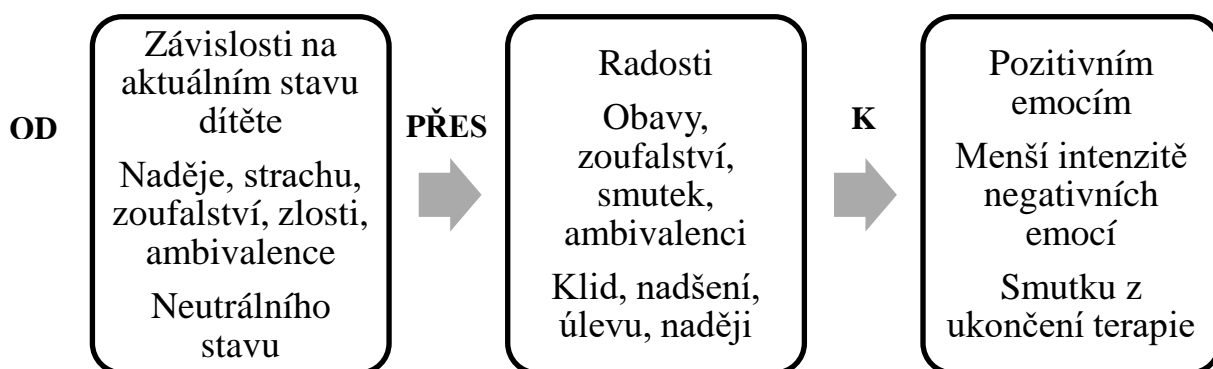 OD
Závislosti na
aktuálním stavu
dítěte
Naděje, strachu,
zoufalství, zlosti,
ambivalence
Neutrálního
stavu
PŘES
Radosti
Obavy,
zoufalství,
smutek,
ambivalenci
Klid, nadšení,
úlevu, naději
K
Pozitivním
emocím
Menší intenzitě
negativních
emocí
Smutku z
ukončení terapie